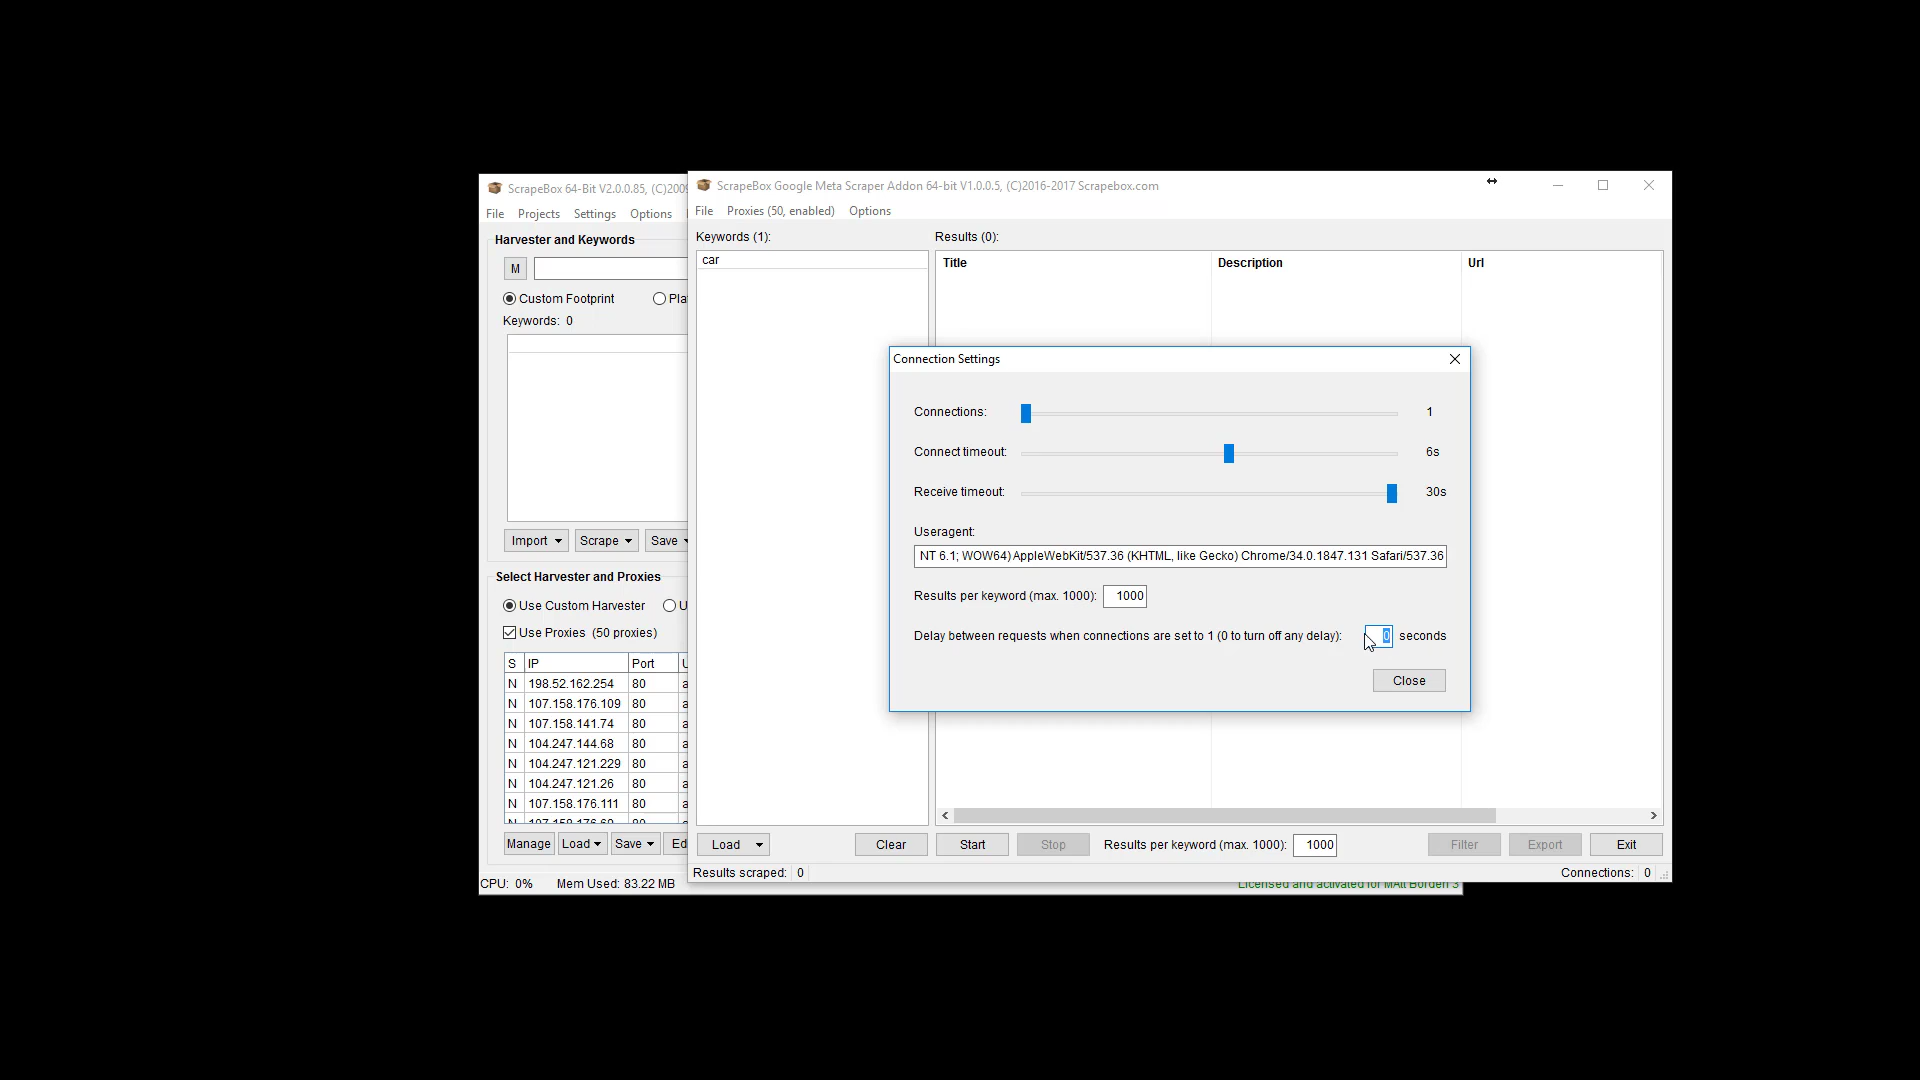 ScrapeBox 64-Bit V2.0.0.85, (C)2009
File Projects Settings Options
Harvester and Keywords
M
Custom Footprint
Keywords: 0
Import Scrape Save
Select Harvester and Proxies
Use Custom Harvester
Use Proxies (50 proxies)
S IP Port
N 198.52.162.254 80
N 107.158.176.109 80
N 107.158.141.74 80
N 104.247.144.68 80
N 104.247.121.229 80
N 104.247.121.26 80
N 107.158.176.111 80
Manage Load Save
CPU: 0% Mem Used: 83.22 MB
Licensed and activated for MAtt Borden 3
ScrapeBox Google Meta Scraper Addon 64-bit V1.0.0.5, (C)2016-2017 Scrapebox.com
File Proxies (50, enabled) Options
Keywords (1): Results (0):
car
Title Description Url
Connection Settings
Connections: 1
Connect timeout: 6s
Receive timeout: 30s
Useragent:
NT 6.1; WOW64) AppleWebKit/537.36 (KHTML, like Gecko) Chrome/34.0.1847.131 Safari/537.36
Results per keyword (max. 1000): 1000
Delay between requests when connections are set to 1 (0 to turn off any delay): 0 seconds
Close
Load Clear Start Stop Results per keyword (max. 1000): 1000 Filter Export Exit
Results scraped: 0 Connections: 0